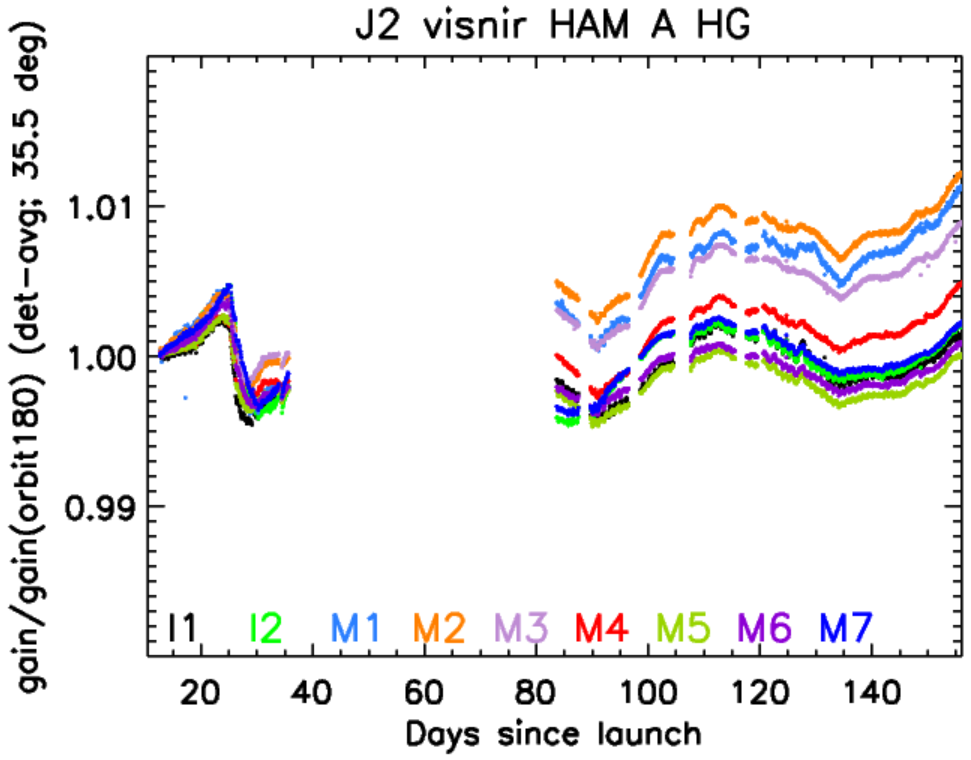 J2 visnir HAM A HG
gain/gain(orbit180) (det-avg; 35.5 deg)
1.01
1.00
0.99
I1 I2 M1 M2 M3 M4 M5 M6 M7
20 40 60 80 100 120 140
Days since launch